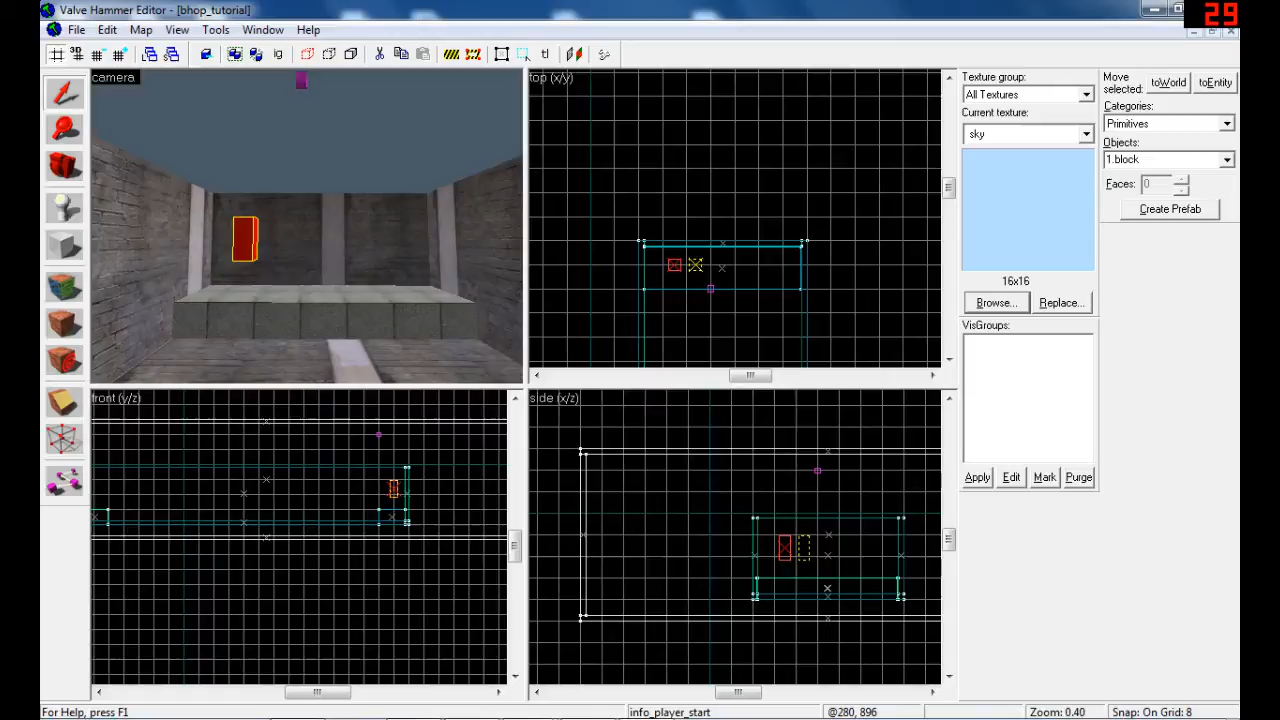 Valve Hammer Editor - [bhop_tutorial]
29
File Edit Map View Tools Window Help
camera
top (x/y)
front (y/z)
side (x/z)
Texture group:
All Textures
Current texture:
sky
16x16
Browse... Replace...
VisGroups:
Apply Edit Mark Purge
Move selected: toWorld toEntity
Categories:
Primitives
Objects:
1.block
Faces: 0
Create Prefab
For Help, press F1
info_player_start
@280, 896
Zoom: 0.40
Snap: On Grid: 8